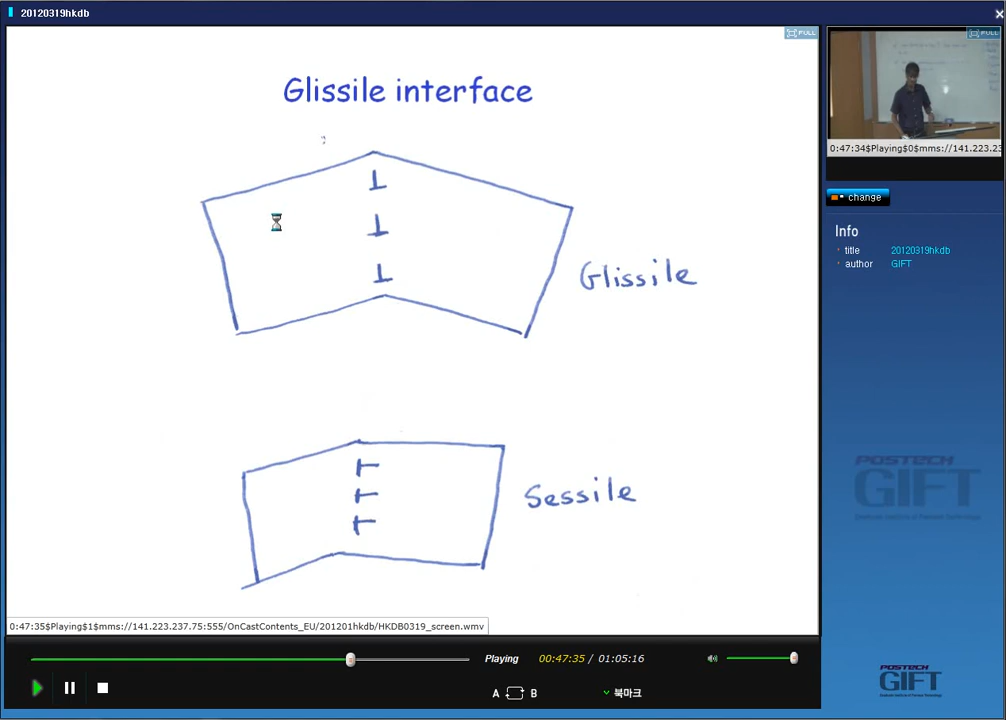 20120319hkdb
FULL
FULL
Glissile interface
Glissile
Sessile
0:47:34$Playing$0$mms://141.223.23
change
Info
title 20120319hkdb
author GIFT
POSTECH
GIFT
0:47:35$Playing$1$mms://141.223.237.75:555/OnCastContents_EU/201201hkdb/HKDB0319_screen.wmv
Playing 00:47:35 / 01:05:16
A B 북마크
POSTECH
GIFT